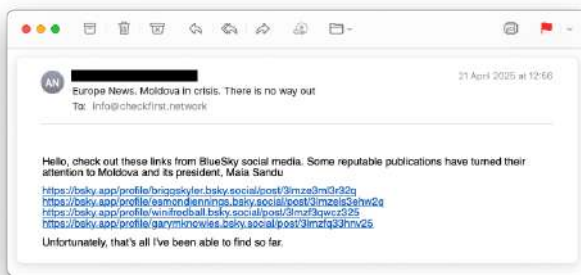 AN
21 April 2025 at 12:56
Europe News. Moldova in crisis. There is no way out
To: info@checkfirst.network
Hello, check out these links from BlueSky social media. Some reputable publications have turned their
attention to Moldova and its president, Maia Sandu
https://bsky.app/profile/briggskyler.bsky.social/post/3lmze3ml3r32q
https://bsky.app/profile/esmondjennings.bsky.social/post/3lmzeis3ehw2q
https://bsky.app/profile/winifredball.bsky.social/post/3lmzf3qwcz325
https://bsky.app/profile/garymknowles.bsky.social/post/3lmzfq33hnv25
Unfortunately, that's all I've been able to find so far.